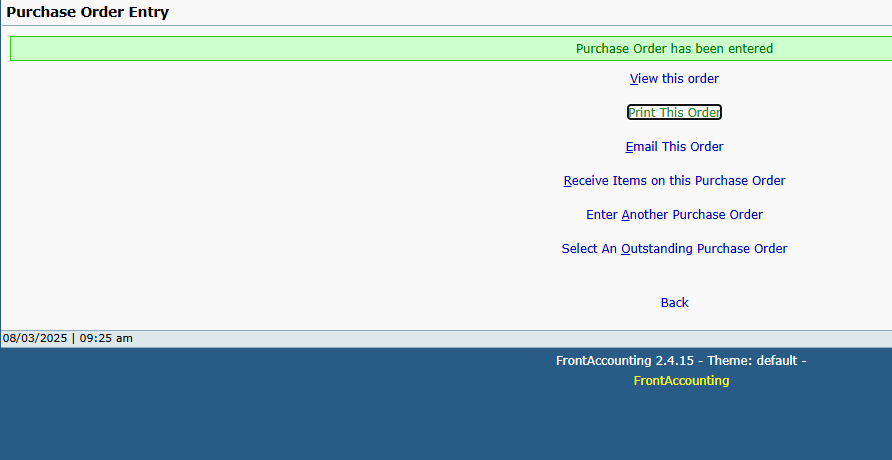 Purchase Order Entry
Purchase Order has been entered
View this order
Print This Order
Email This Order
Receive Items on this Purchase Order
Enter Another Purchase Order
Select An Outstanding Purchase Order
Back
08/03/2025 | 09:25 am
FrontAccounting 2.4.15 - Theme: default -
FrontAccounting